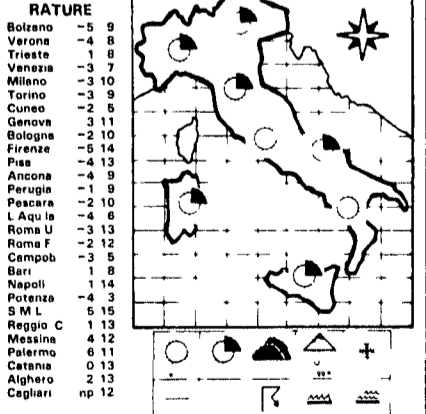 RATURE
Bolzano -5 9
Verona -4 8
Trieste 1 8
Venezia -3 7
Milano -3 10
Torino -3 9
Cuneo -2 5
Genova 3 11
Bologna -2 10
Firenze -5 14
Pisa -4 13
Ancona -4 9
Perugia -1 9
Pescara -2 10
L Aquila -4 6
Roma U -3 13
Roma F -2 12
Campob -3 5
Bari 1 8
Napoli 1 14
Potenza -4 3
S M L 5 15
Reggio C 1 13
Messina 4 12
Palermo 6 11
Catania 0 13
Alghero 2 13
Cagliari np 12